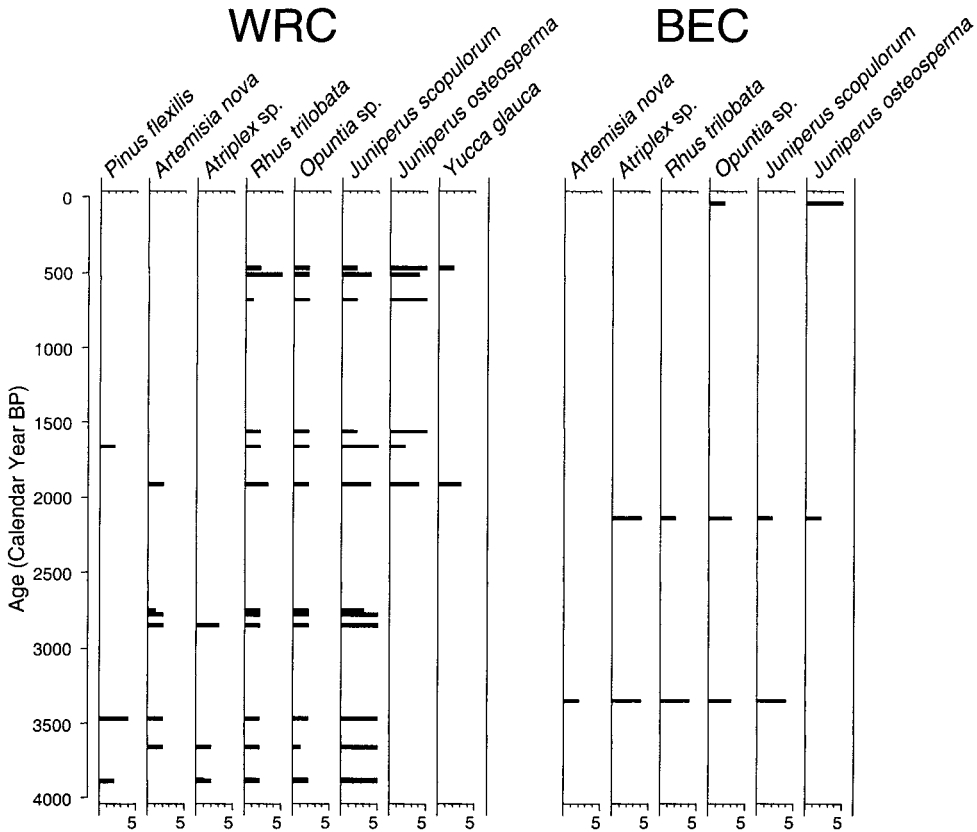 WRC
BEC
Pinus flexilis
Artemisia nova
Atriplex sp.
Rhus trilobata
Opuntia sp.
Juniperus scopulorum
Juniperus osteosperma
Yucca glauca
Artemisia nova
Atriplex sp.
Rhus trilobata
Opuntia sp.
Juniperus scopulorum
Juniperus osteosperma
Age (Calendar Year BP)
0
500
1000
1500
2000
2500
3000
3500
4000
5 5 5 5 5 5 5 5
5 5 5 5 5 5